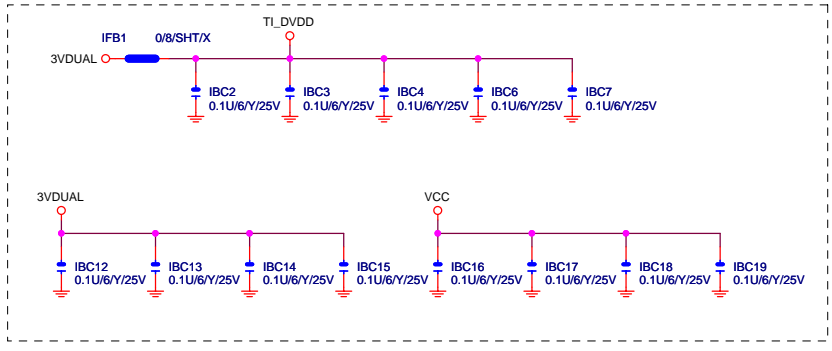 TI_DVDD
IFB1 0/8/SHT/X
3VDUAL
IBC2 IBC3 IBC4 IBC6 IBC7
0.1U/6/Y/25V 0.1U/6/Y/25V 0.1U/6/Y/25V 0.1U/6/Y/25V 0.1U/6/Y/25V
3VDUAL VCC
IBC12 IBC13 IBC14 IBC15 IBC16 IBC17 IBC18 IBC19
0.1U/6/Y/25V 0.1U/6/Y/25V 0.1U/6/Y/25V 0.1U/6/Y/25V 0.1U/6/Y/25V 0.1U/6/Y/25V 0.1U/6/Y/25V 0.1U/6/Y/25V